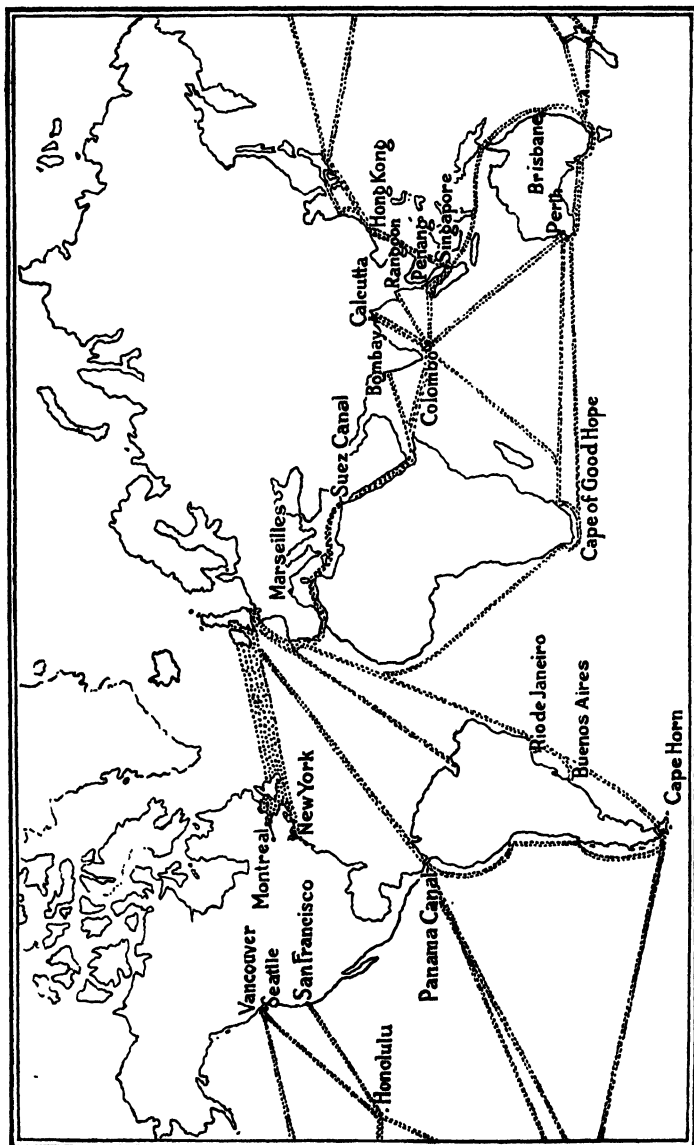 Vancouver
Seattle
San Francisco
Honolulu
Montreal
New York
Panama Canal
Rio de Janeiro
Buenos Aires
Cape Horn
Marseilles
Suez Canal
Cape of Good Hope
Bombay
Calcutta
Colombo
Rangoon
Penang
Singapore
Hong Kong
Perth
Brisbane